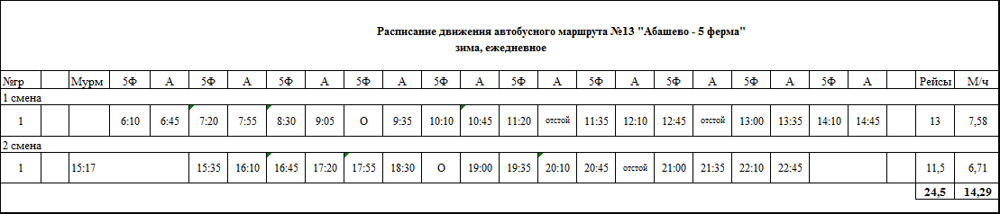 Расписание движения автобусного маршрута №13 "Абашево - 5 ферма"
зима, ежедневное
№гр Мурм 5Ф А 5Ф А 5Ф А 5Ф А 5Ф А 5Ф А 5Ф А 5Ф А 5Ф А 5Ф А Рейсы М/ч
1 смена
1 6:10 6:45 7:20 7:55 8:30 9:05 О 9:35 10:10 10:45 11:20 отстой 11:35 12:10 12:45 отстой 13:00 13:35 14:10 14:45 13 7,58
2 смена
1 15:17 15:35 16:10 16:45 17:20 17:55 18:30 О 19:00 19:35 20:10 20:45 отстой 21:00 21:35 22:10 22:45 11,5 6,71
24,5 14,29